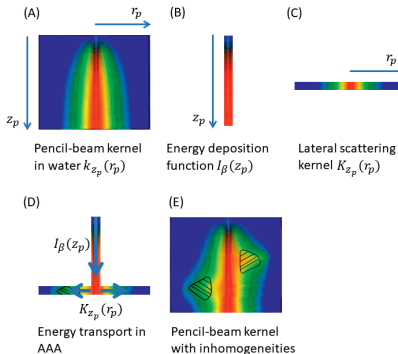 (A)
r_p
z_p
Pencil-beam kernel
in water k_{z_p}(r_p)
(B)
z_p
Energy deposition
function I_β(z_p)
(C)
r_p
Lateral scattering
kernel K_{z_p}(r_p)
(D)
I_β(z_p)
K_{z_p}(r_p)
Energy transport in
AAA
(E)
Pencil-beam kernel
with inhomogeneities